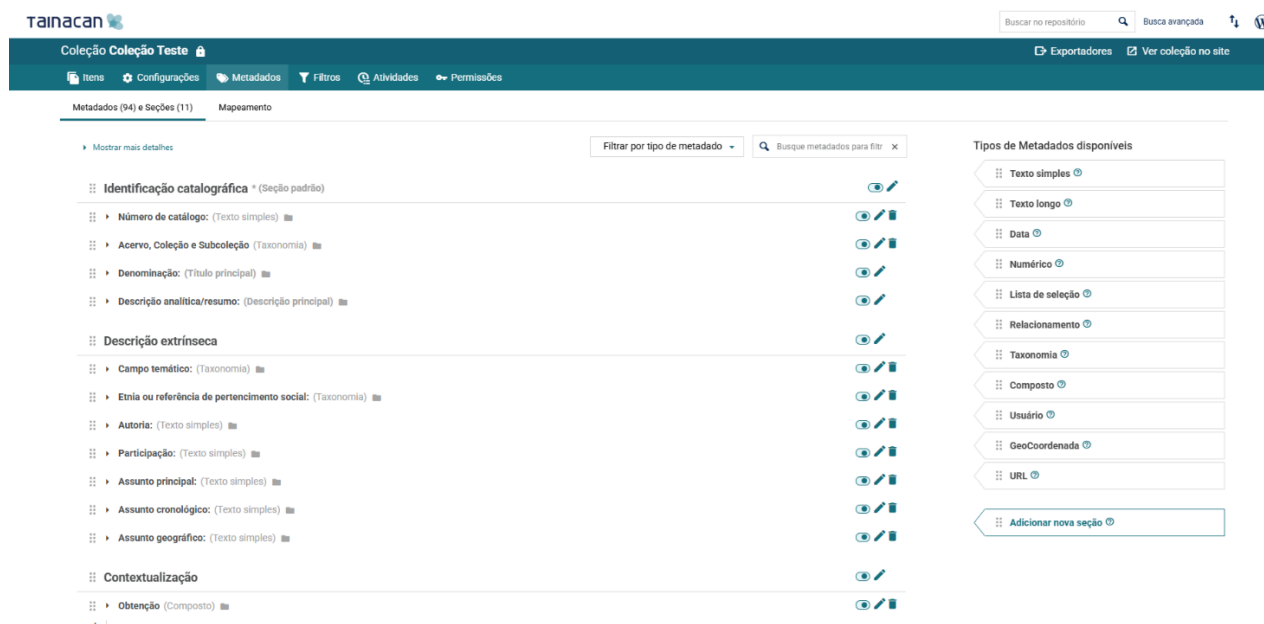 Tainacan
Buscar no repositório
Busca avançada
Coleção Coleção Teste
Exportadores
Ver coleção no site
Itens
Configurações
Metadados
Filtros
Atividades
Permissões
Metadados (94) e Seções (11)
Mapeamento
Mostrar mais detalhes
Filtrar por tipo de metadado
Busque metadados para filtr
Identificação catalográfica * (Seção padrão)
Número de catálogo: (Texto simples)
Acervo, Coleção e Subcoleção (Taxonomia)
Denominação: (Título principal)
Descrição analítica/resumo: (Descrição principal)
Descrição extrínseca
Campo temático: (Taxonomia)
Etnia ou referência de pertencimento social: (Taxonomia)
Autoria: (Texto simples)
Participação: (Texto simples)
Assunto principal: (Texto simples)
Assunto cronológico: (Texto simples)
Assunto geográfico: (Texto simples)
Contextualização
Obtenção (Composto)
Tipos de Metadados disponíveis
Texto simples
Texto longo
Data
Numérico
Lista de seleção
Relacionamento
Taxonomia
Composto
Usuário
GeoCoordenada
URL
Adicionar nova seção